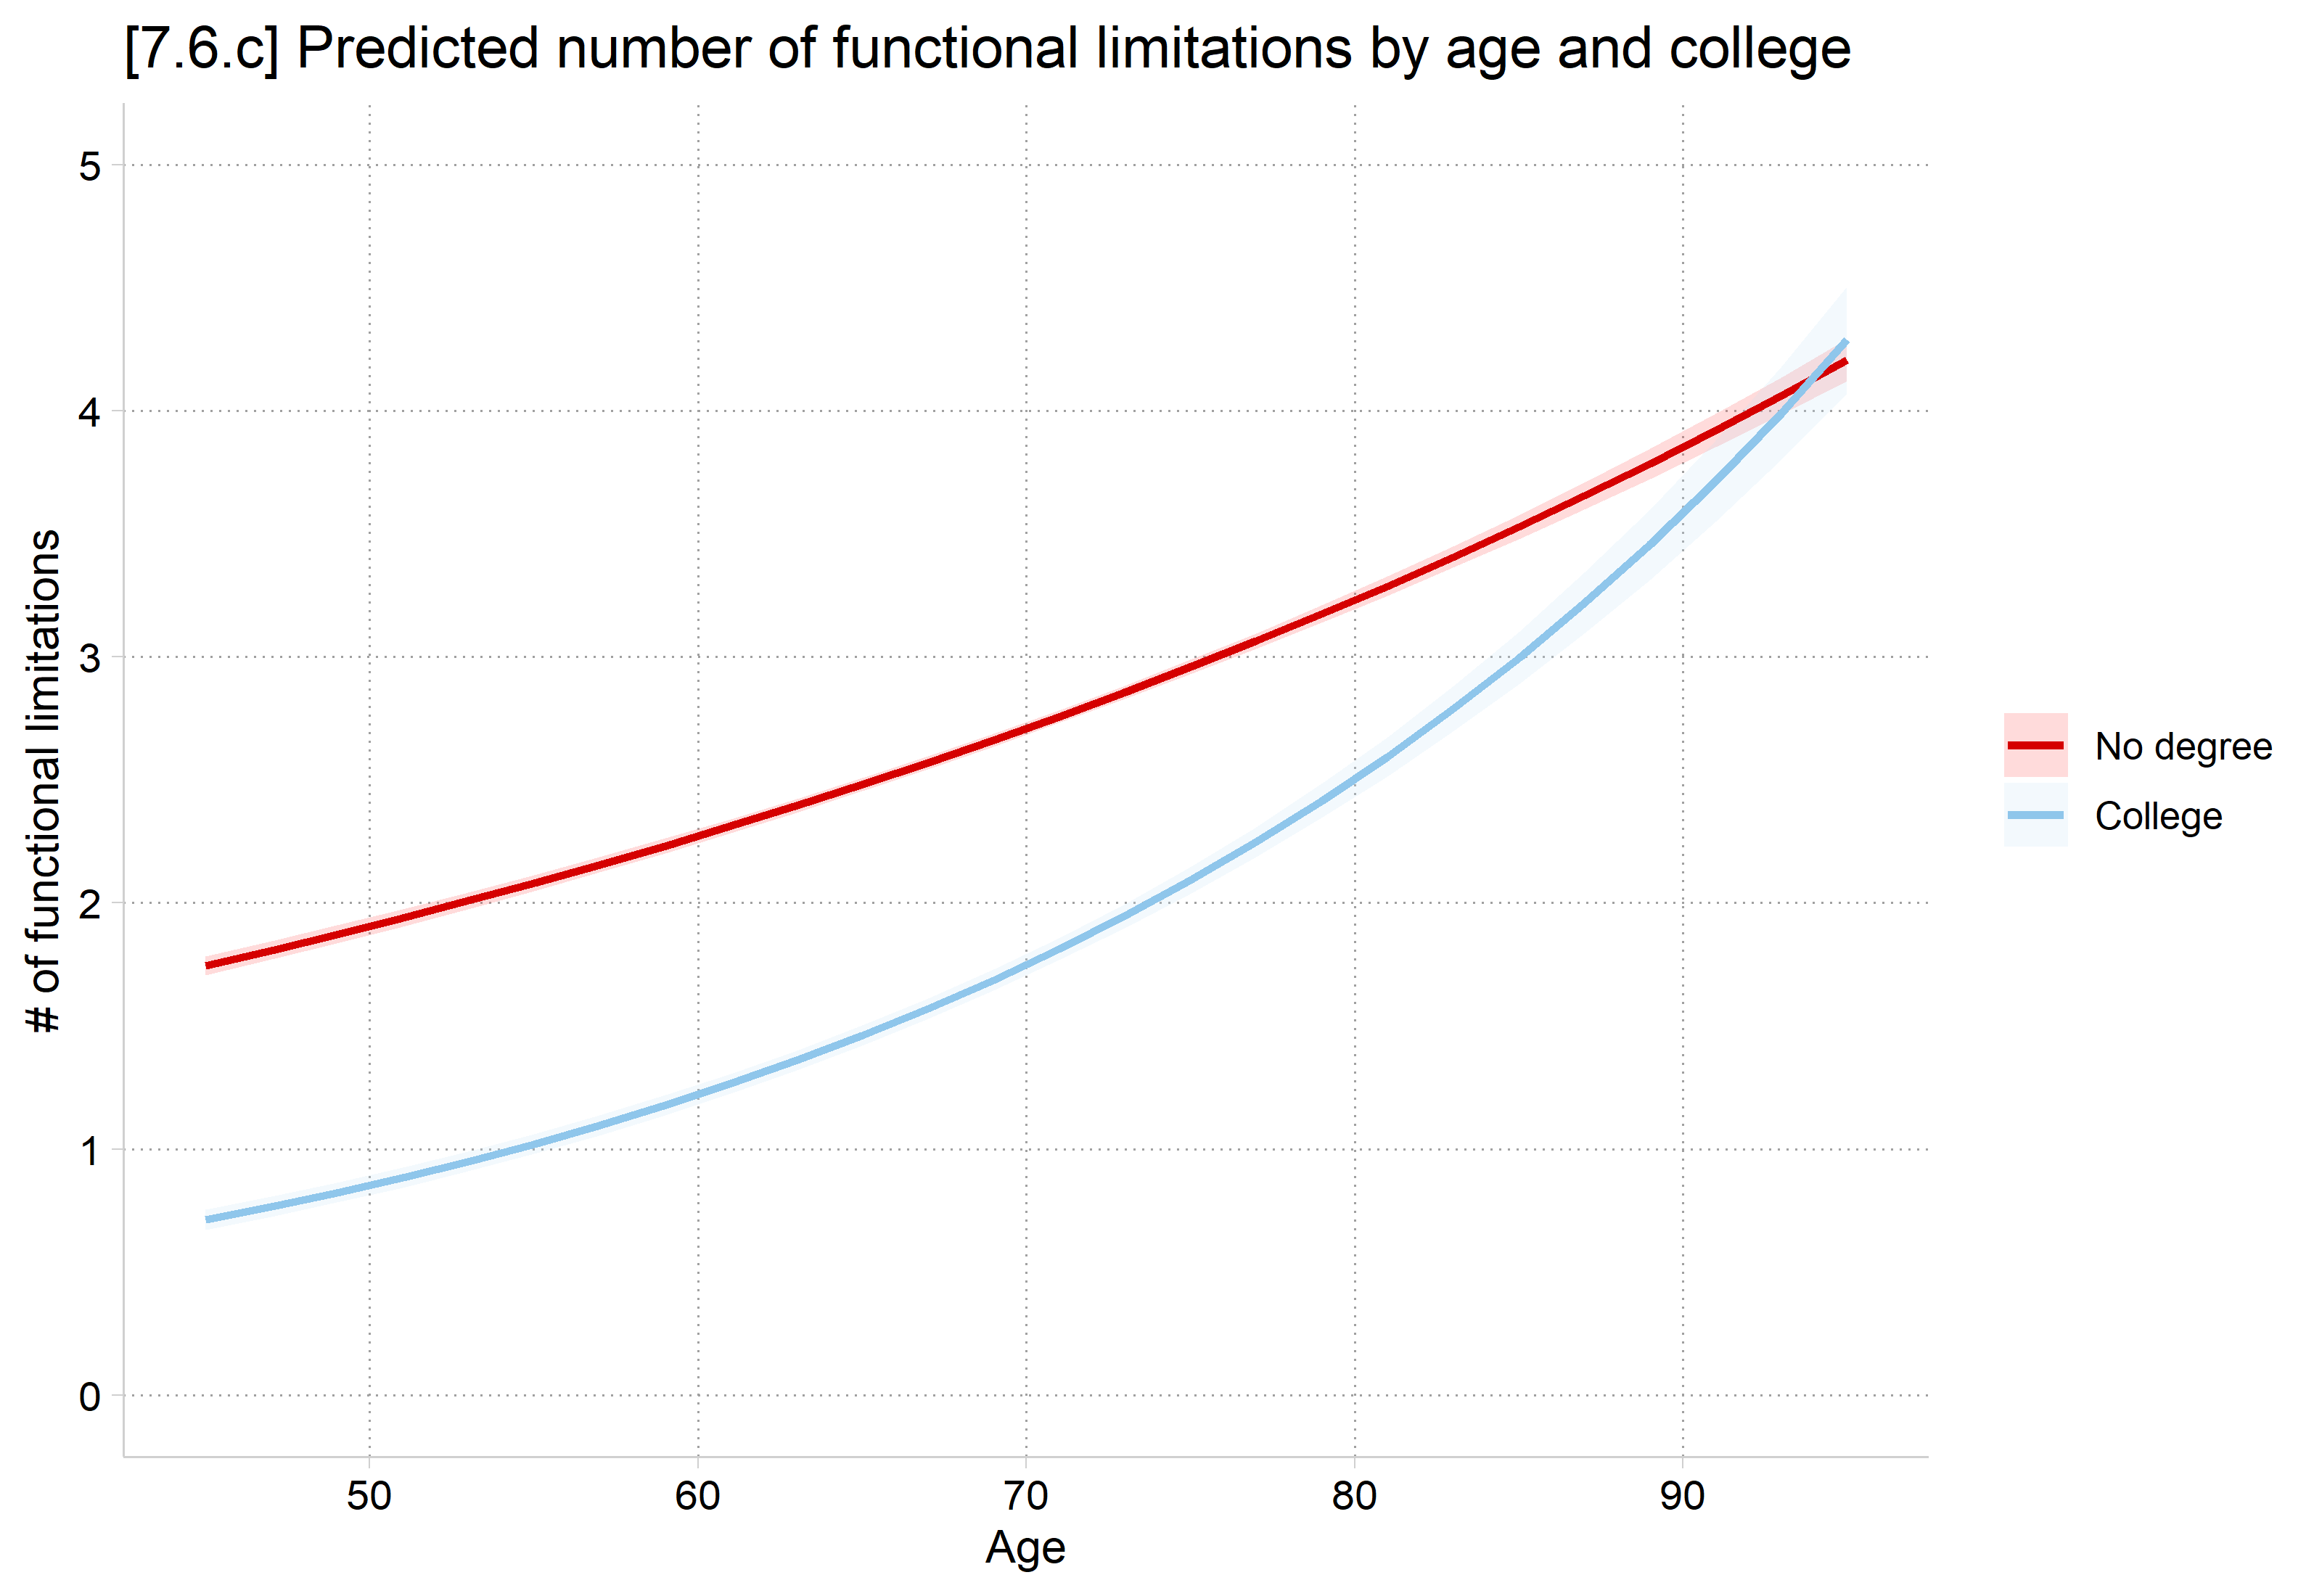 [7.6.c] Predicted number of functional limitations by age and college
# of functional limitations
5
4
3
2
1
0
50 60 70 80 90
Age
No degree
College